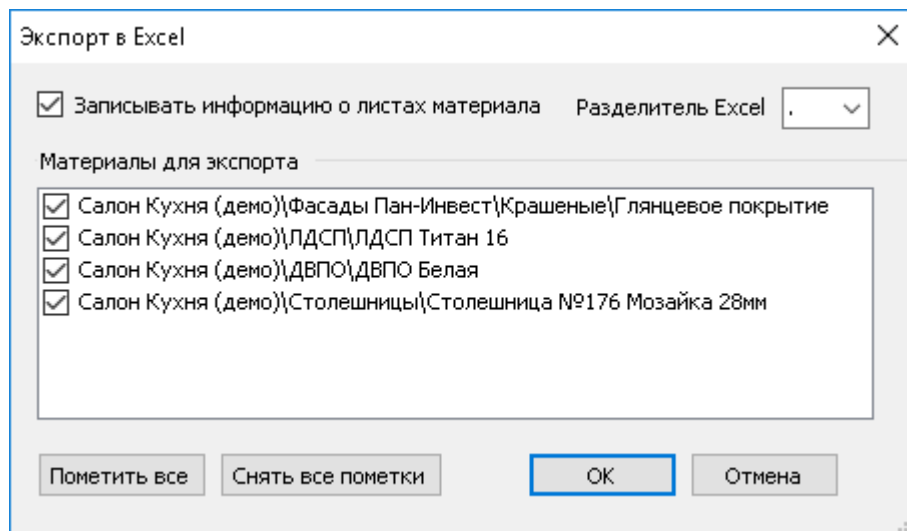 Экспорт в Excel
Записывать информацию о листах материала Разделитель Excel .
Материалы для экспорта
Салон Кухня (демо)\Фасады Пан-Инвест\Крашеные\Глянцевое покрытие
Салон Кухня (демо)\ЛДСП\ЛДСП Титан 16
Салон Кухня (демо)\ДВПО\ДВПО Белая
Салон Кухня (демо)\Столешницы\Столешница №176 Мозайка 28мм
Пометить все Снять все пометки OK Отмена